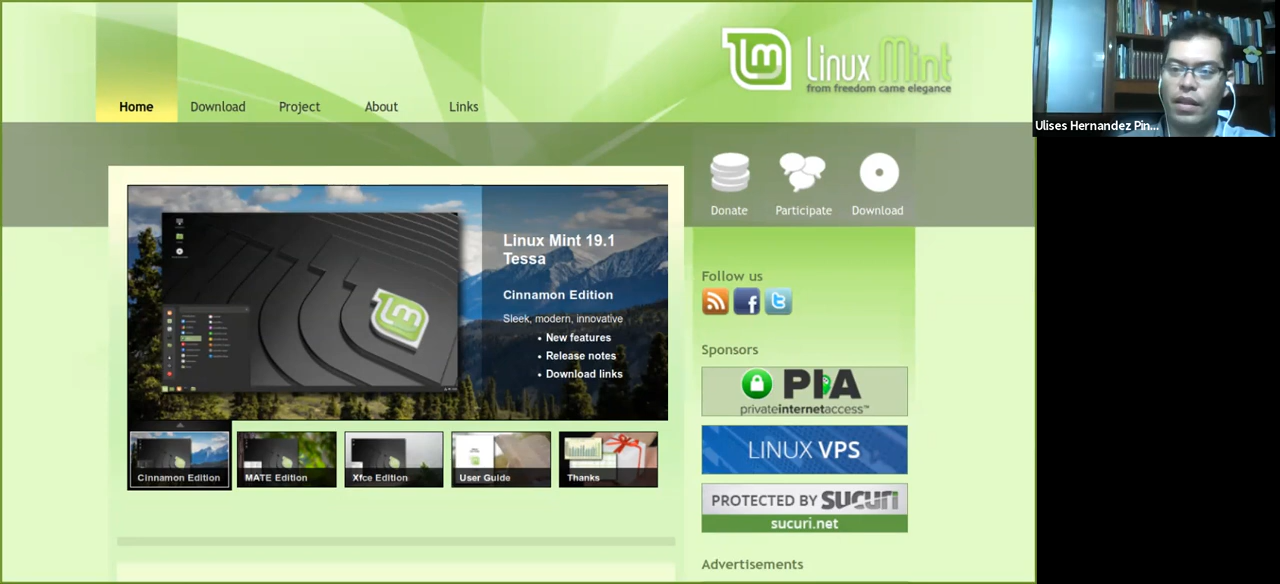 Linux Mint
from freedom came elegance
Home
Download
Project
About
Links
Ulises Hernandez Pin...
Donate
Participate
Download
Linux Mint 19.1
Tessa
Cinnamon Edition
Sleek, modern, innovative
• New features
• Release notes
• Download links
Cinnamon Edition
MATE Edition
Xfce Edition
User Guide
Thanks
Follow us
Sponsors
PIA
privateinternetaccess™
LINUX VPS
PROTECTED BY SUCURI
sucuri.net
Advertisements